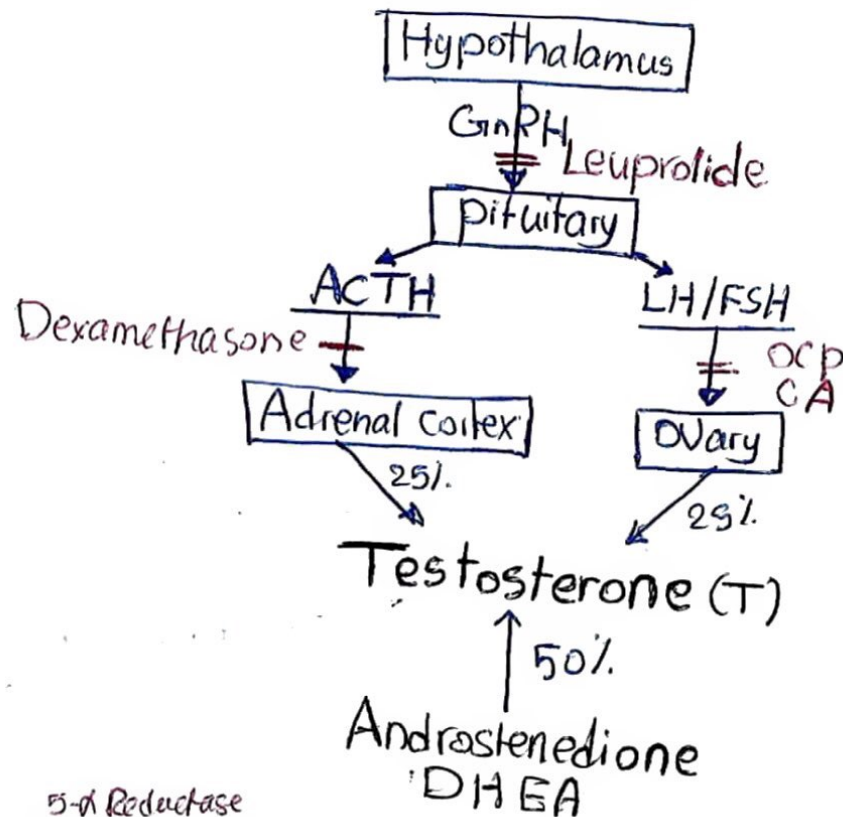 Hypothalamus
GnRH
Leuprolide
Pituitary
ACTH
LH/FSH
Dexamethasone
OCP
CA
Adrenal Cortex
Ovary
25%
25%
Testosterone (T)
50%
Androstenedione
DHEA
5-α Reductase